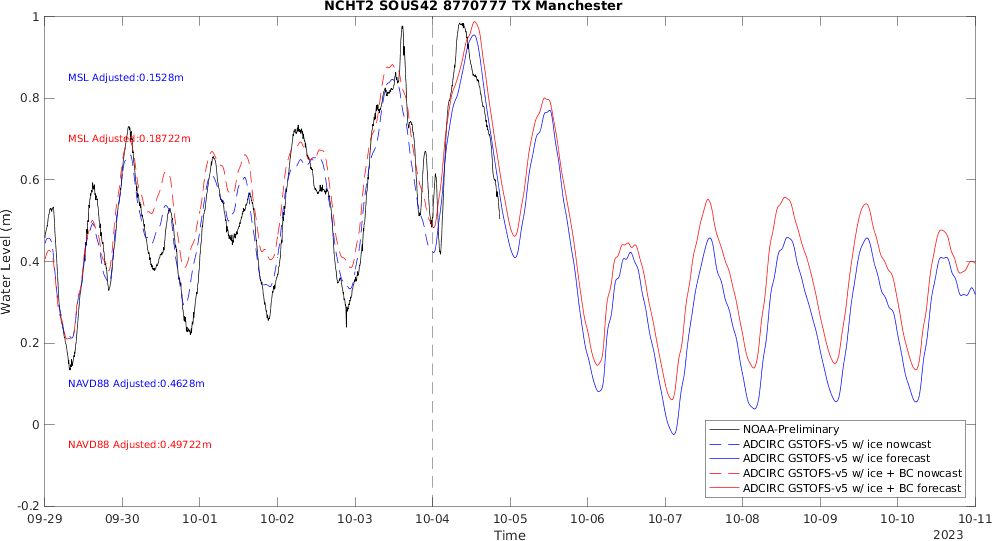 NCHT2 SOUS42 8770777 TX Manchester
Water Level (m)
1
0.8
0.6
0.4
0.2
0
-0.2
MSL Adjusted:0.1528m
MSL Adjusted:0.18722m
NAVD88 Adjusted:0.4628m
NAVD88 Adjusted:0.49722m
NOAA-Preliminary
ADCIRC GSTOFS-v5 w/ ice nowcast
ADCIRC GSTOFS-v5 w/ ice forecast
ADCIRC GSTOFS-v5 w/ ice + BC nowcast
ADCIRC GSTOFS-v5 w/ ice + BC forecast
09-29 09-30 10-01 10-02 10-03 10-04 10-05 10-06 10-07 10-08 10-09 10-10 10-11
Time
2023